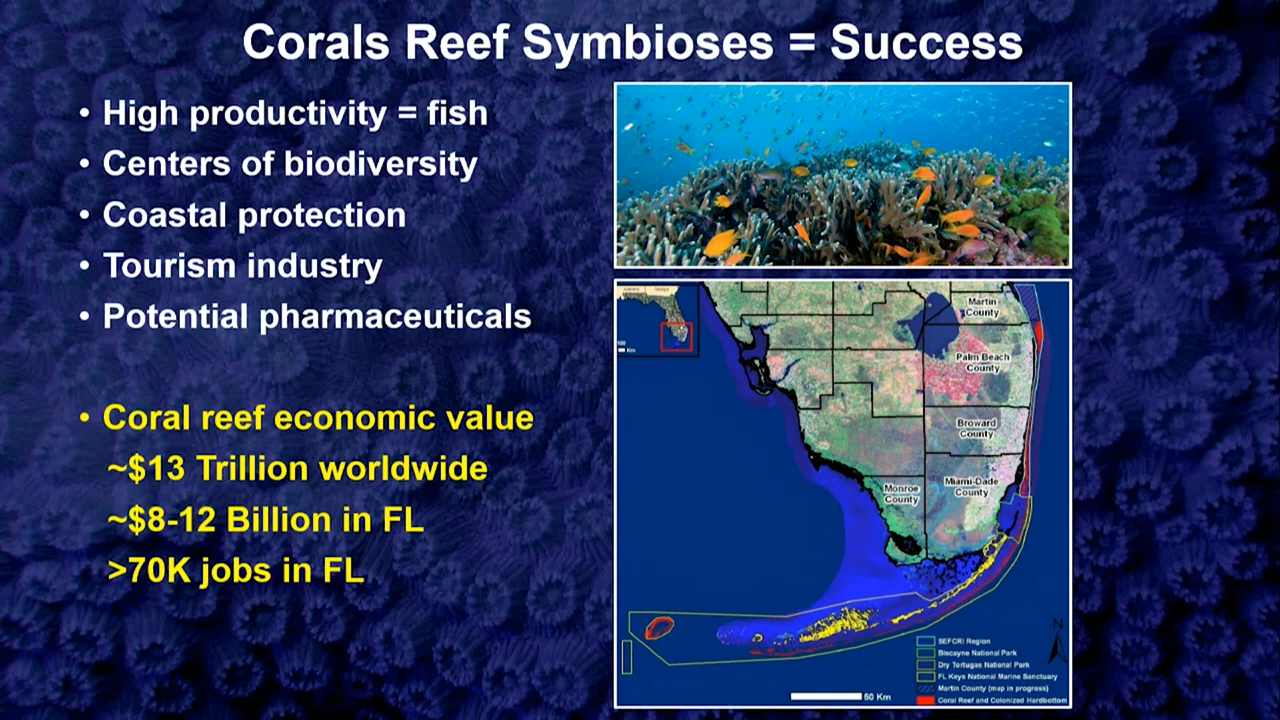 Corals Reef Symbioses = Success
• High productivity = fish
• Centers of biodiversity
• Coastal protection
• Tourism industry
• Potential pharmaceuticals
• Coral reef economic value
~$13 Trillion worldwide
~$8-12 Billion in FL
>70K jobs in FL
Martin
County
Palm Beach
County
Broward
County
Miami-Dade
County
Monroe
County
N
SEFCRI Region
Biscayne National Park
Dry Tortugas National Park
FL Keys National Marine Sanctuary
Martin County (map in progress)
Coral Reef and Colonized Hardbottom
50 Km